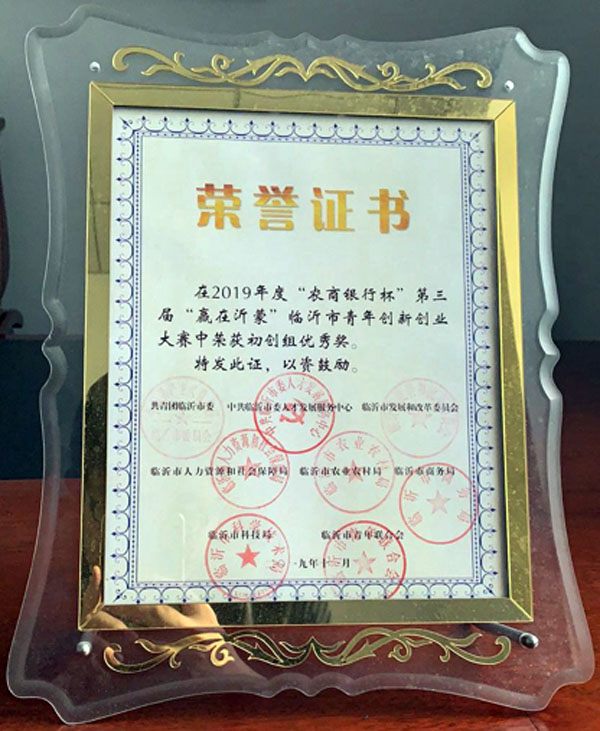 荣誉证书
在2019年度“农商银行杯”第三
届“赢在沂蒙”临沂市青年创新创业
大赛中荣获初创组优秀奖。
特发此证，以资鼓励。
共青团临沂市委 中共临沂市委人才发展服务中心 临沂市发展和改革委员会
临沂市人力资源和社会保障局 临沂市农业农村局 临沂市商务局
临沂市科技局 临沂市青年联合会
一九年十 月